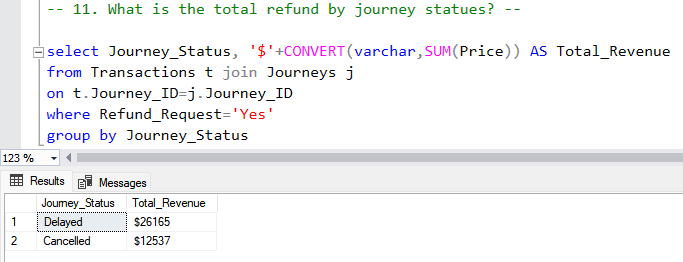 -- 11. What is the total refund by journey statues? --
select Journey_Status, '$'+CONVERT(varchar,SUM(Price)) AS Total_Revenue
from Transactions t join Journeys j
on t.Journey_ID=j.Journey_ID
where Refund_Request='Yes'
group by Journey_Status
123 %
Results Messages
Journey_Status Total_Revenue
1 Delayed $26165
2 Cancelled $12537